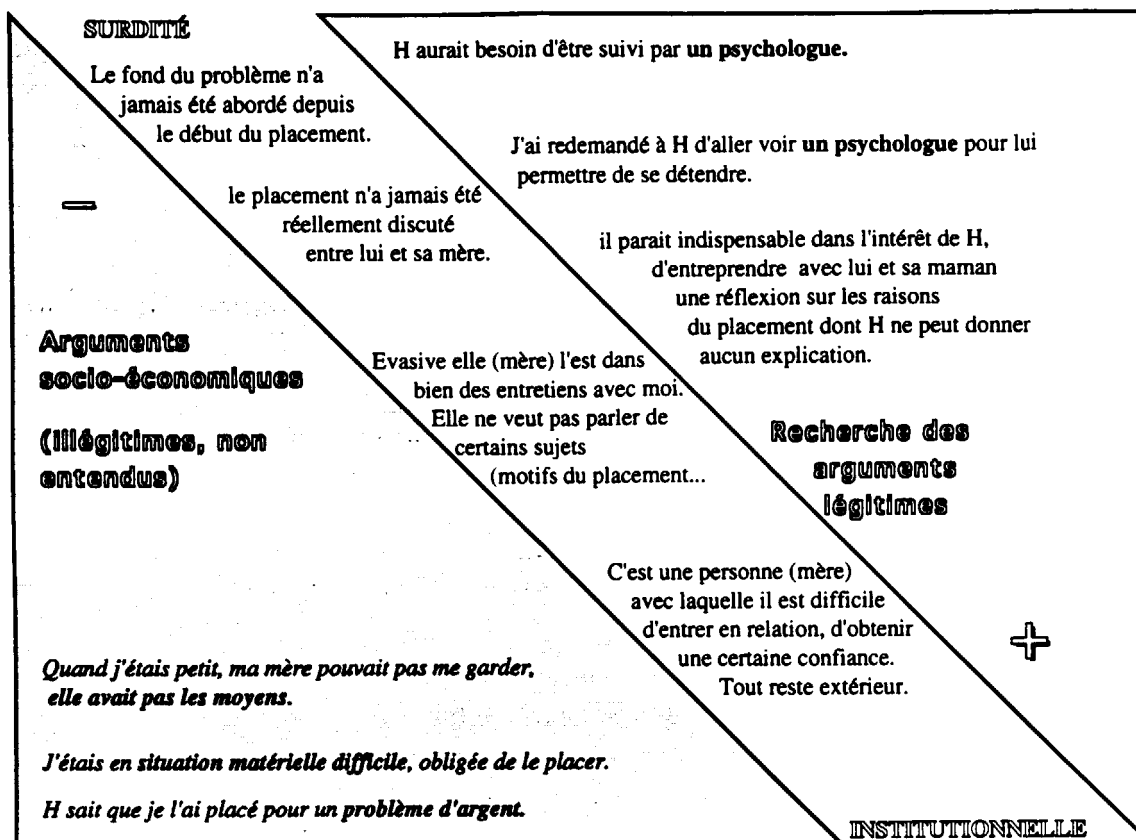 SURDITÉ
Le fond du problème n'a
jamais été abordé depuis
le début du placement.
le placement n'a jamais été
réellement discuté
entre lui et sa mère.
Evasive elle (mère) l'est dans
bien des entretiens avec moi.
Elle ne veut pas parler de
certains sujets
(motifs du placement...
C'est une personne (mère)
avec laquelle il est difficile
d'entrer en relation, d'obtenir
une certaine confiance.
Tout reste extérieur.
INSTITUTIONNELLE
H aurait besoin d'être suivi par un psychologue.
J'ai redemandé à H d'aller voir un psychologue pour lui
permettre de se détendre.
il parait indispensable dans l'intérêt de H,
d'entreprendre avec lui et sa maman
une réflexion sur les raisons
du placement dont H ne peut donner
aucun explication.
Recherche des
arguments
légitimes
+
–
Arguments
socio-économiques
(illégitimes, non
entendus)
Quand j'étais petit, ma mère pouvait pas me garder,
elle avait pas les moyens.
J'étais en situation matérielle difficile, obligée de le placer.
H sait que je l'ai placé pour un problème d'argent.